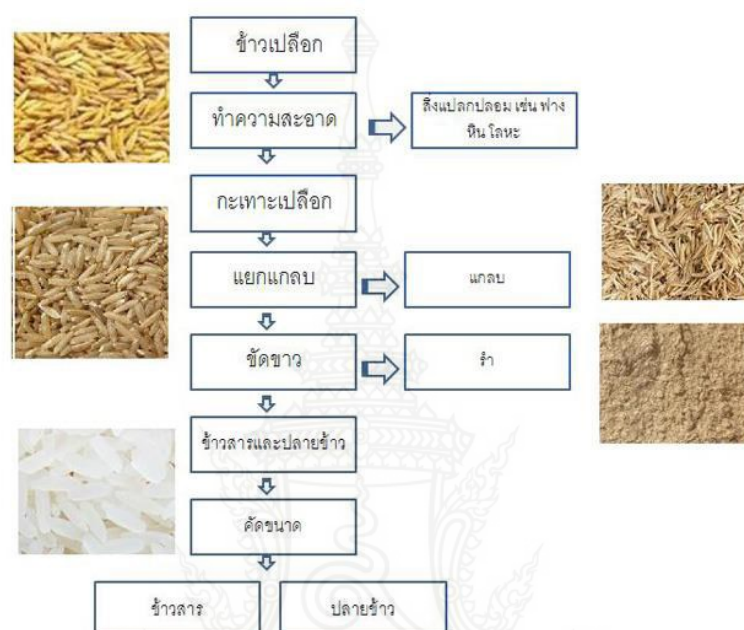 ข้าวเปลือก
ทำความสะอาด
สิ่งแปลกปลอม เช่น ฟาง
หิน โลหะ
กะเทาะเปลือก
แยกแกลบ
แกลบ
ขัดขาว
รำ
ข้าวสารและปลายข้าว
คัดขนาด
ข้าวสาร
ปลายข้าว